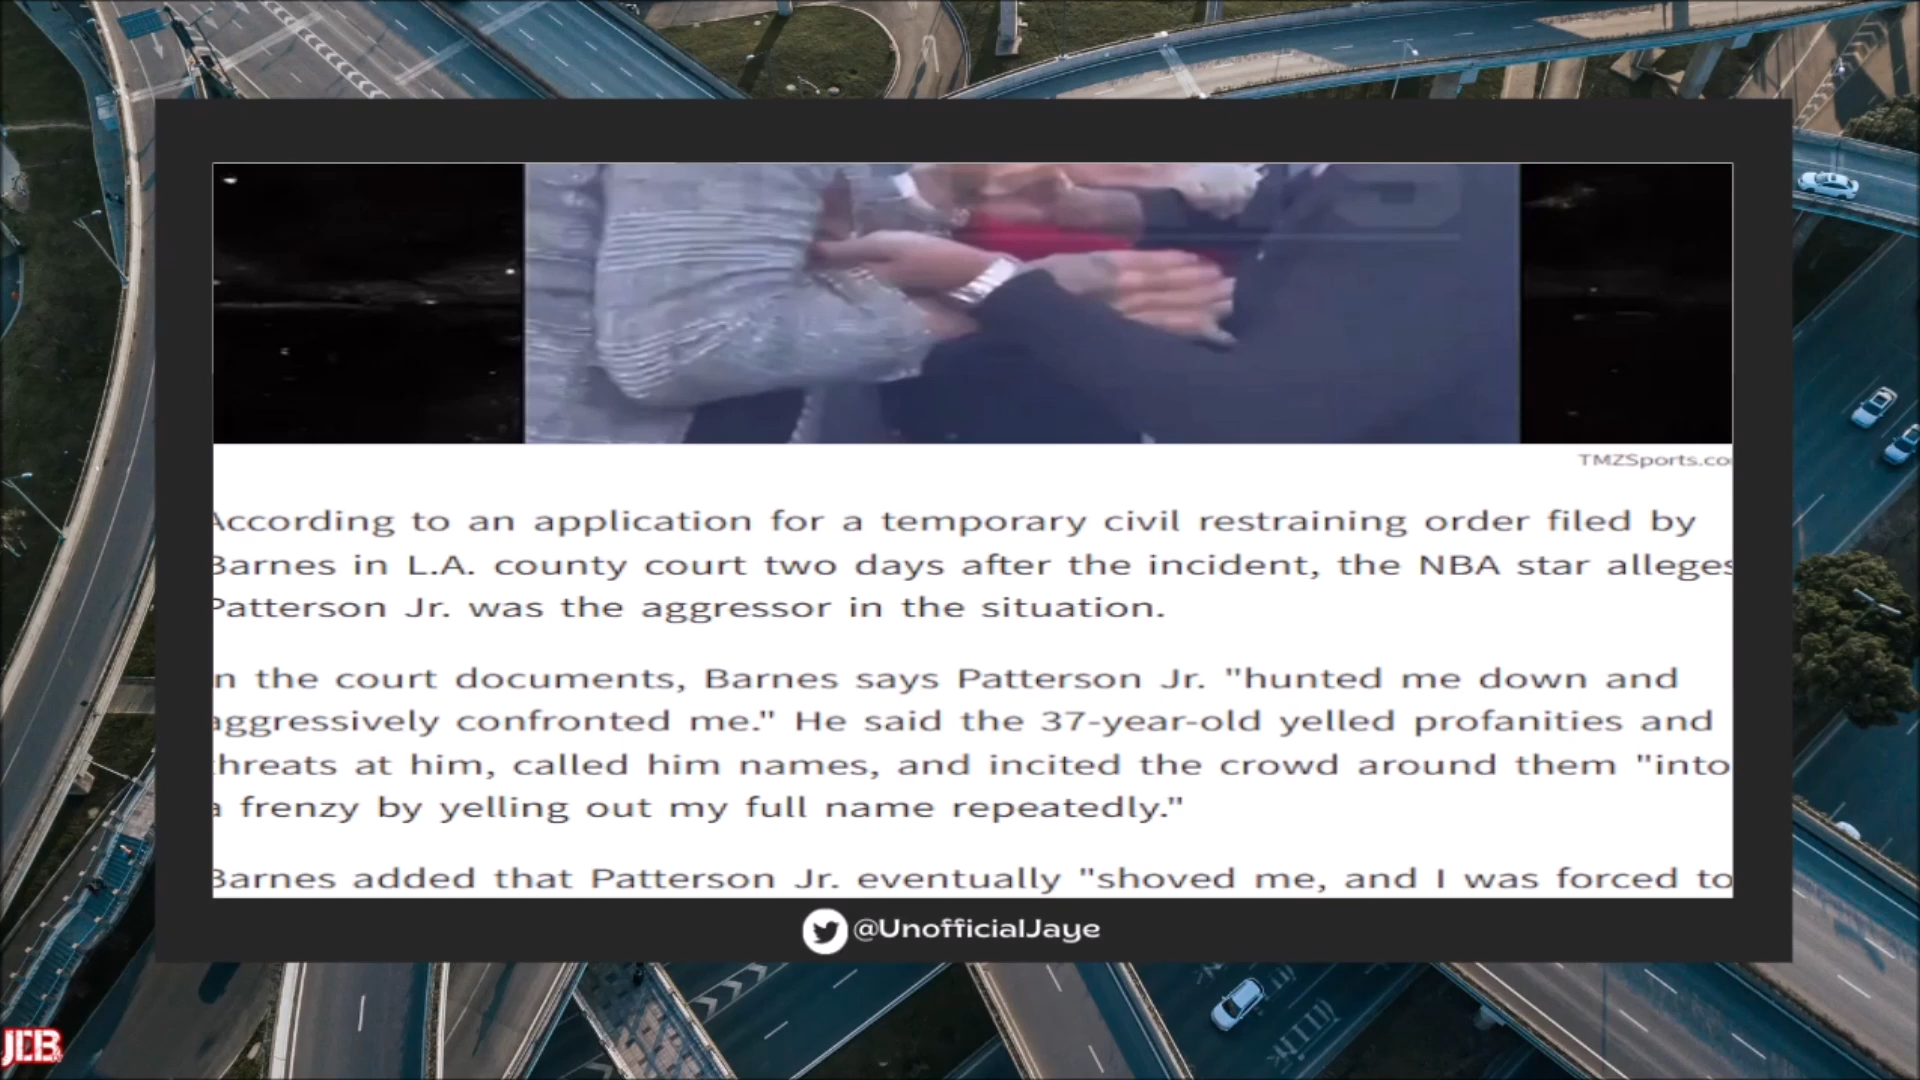 TMZSports.co
According to an application for a temporary civil restraining order filed by
Barnes in L.A. county court two days after the incident, the NBA star alleges
Patterson Jr. was the aggressor in the situation.
In the court documents, Barnes says Patterson Jr. "hunted me down and
aggressively confronted me." He said the 37-year-old yelled profanities and
threats at him, called him names, and incited the crowd around them "into
a frenzy by yelling out my full name repeatedly."
Barnes added that Patterson Jr. eventually "shoved me, and I was forced to
@UnofficialJaye
JEB